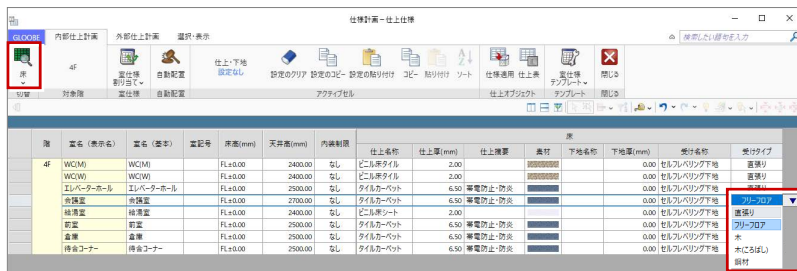 仕様計画 – 仕上仕様
GLOOBE 内部仕上計画 外部仕上計画 選択・表示 検索したい語句を入力
床 4F 室仕様 割り当て 自動配置 仕上・下地 設定なし 設定のクリア 設定のコピー 設定の貼り付け コピー 貼り付け ソート 仕様適用 仕上表 室仕様 テンプレート 閉じる
切替 対象階 室仕様 自動配置 アクティブセル 仕上オブジェクト テンプレート 閉じる
床
階 室名（表示名） 室名（基本） 室記号 床高(mm) 天井高(mm) 内装制限 仕上名称 仕上厚(mm) 仕上摘要 素材 下地名称 下地厚(mm) 受け名称 受けタイプ
4F WC(M) WC(M) FL±0.00 2400.00 なし ビニル床タイル 2.00 0.00 セルフレベリング下地 直張り
WC(W) WC(W) FL±0.00 2400.00 なし ビニル床タイル 2.00 0.00 セルフレベリング下地 直張り
エレベーターホール エレベーターホール FL±0.00 2500.00 なし タイルカーペット 6.50 帯電防止・防炎 0.00 セルフレベリング下地 直張り
会議室 会議室 FL±0.00 2700.00 なし タイルカーペット 6.50 帯電防止・防炎 0.00 セルフレベリング下地 フリーフロア
給湯室 給湯室 FL±0.00 2400.00 なし ビニル床シート 2.00 0.00 セルフレベリング下地 直張り
前室 前室 FL±0.00 2500.00 なし タイルカーペット 6.50 帯電防止・防炎 0.00 セルフレベリング下地 フリーフロア
倉庫 倉庫 FL±0.00 2500.00 なし タイルカーペット 6.50 帯電防止・防炎 0.00 セルフレベリング下地 木
待合コーナー 待合コーナー FL±0.00 2500.00 なし タイルカーペット 6.50 帯電防止・防炎 0.00 セルフレベリング下地 木(ころばし)
鋼材